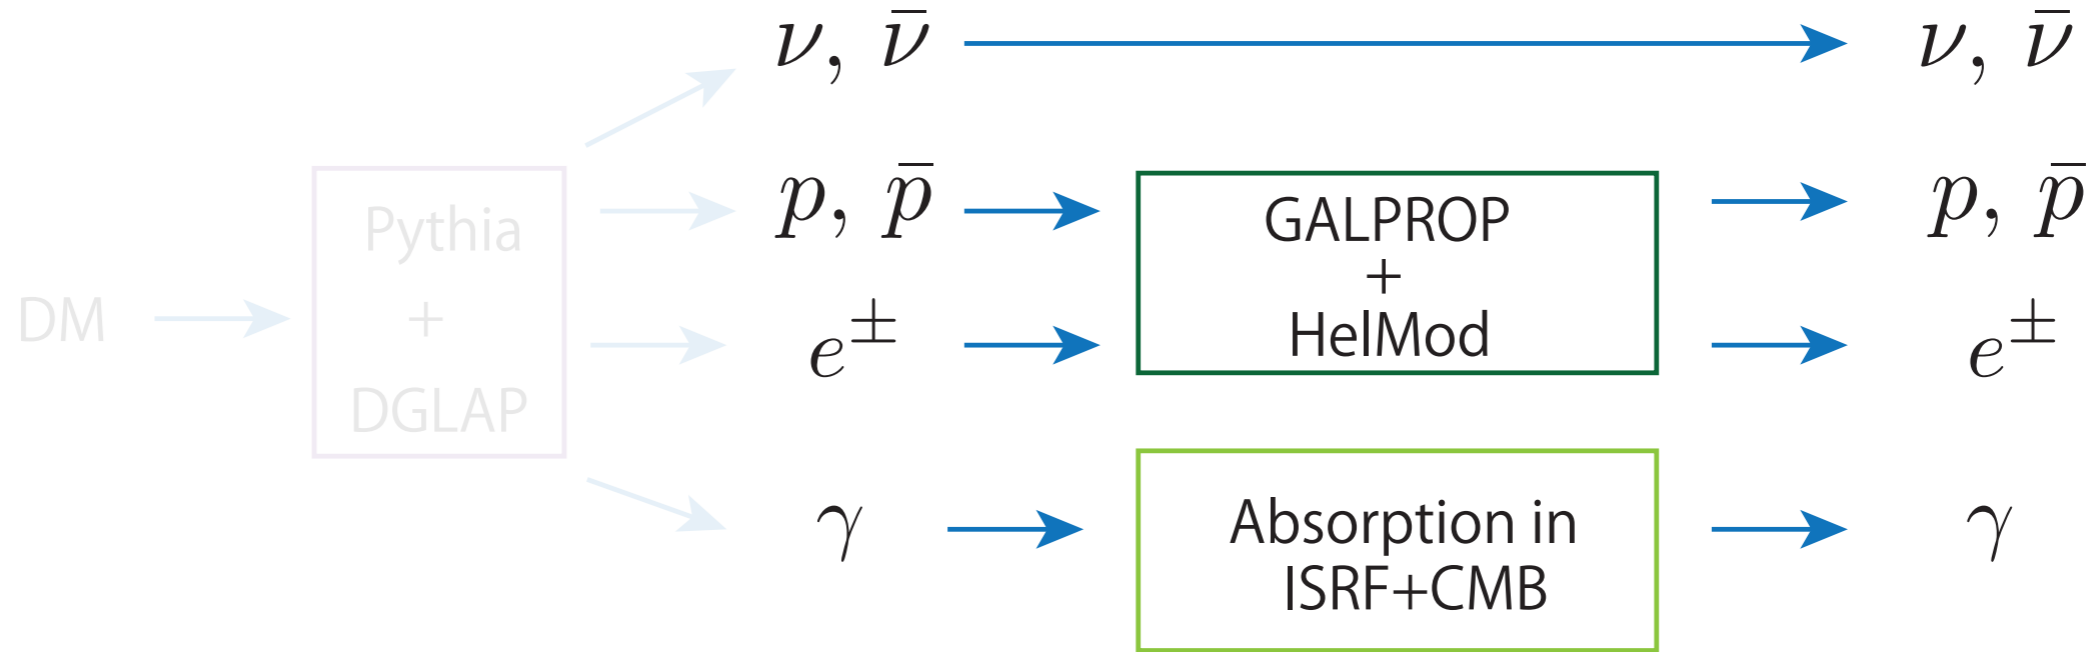 ν, ν̄
ν, ν̄
p, p̄
p, p̄
Pythia
+
DGLAP
GALPROP
+
HelMod
DM
e±
e±
γ
Absorption in
ISRF+CMB
γ